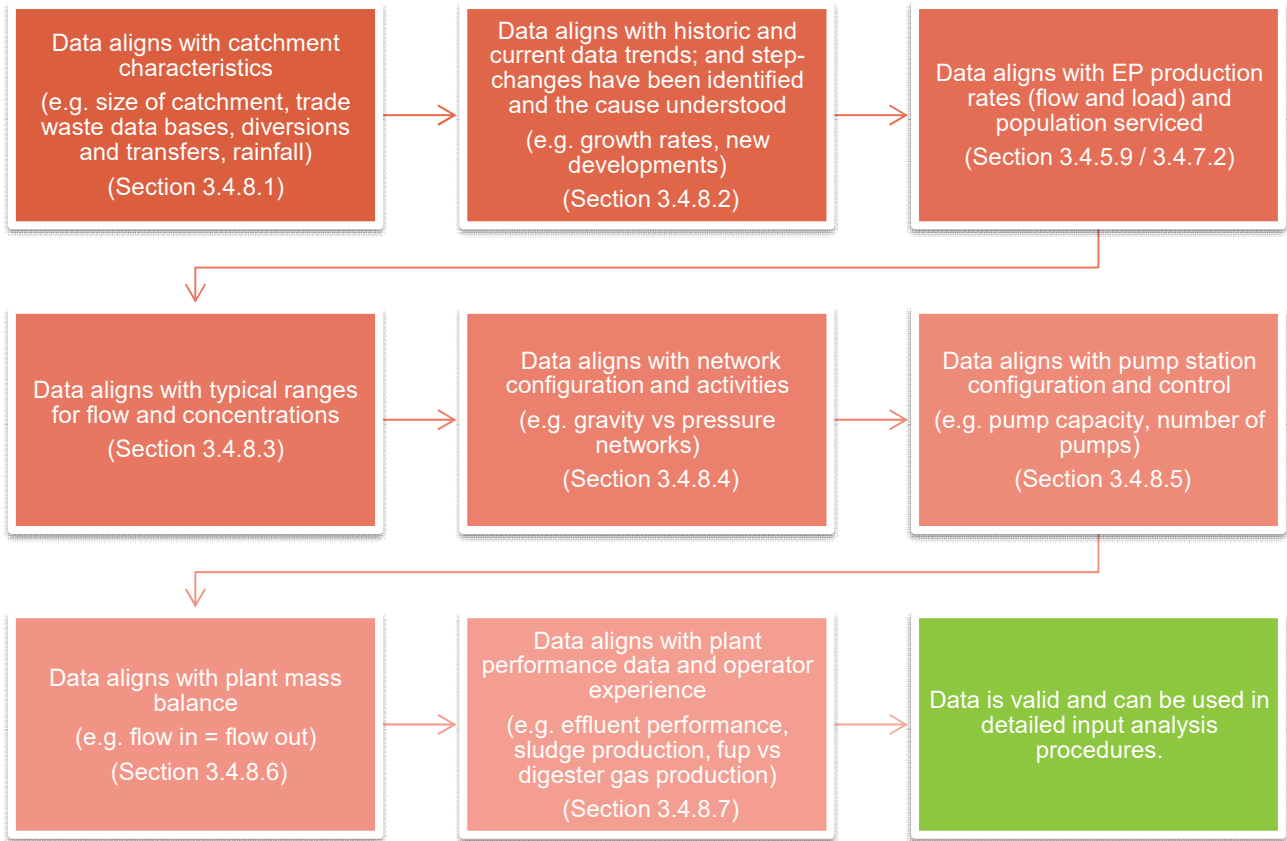 Data aligns with catchment
characteristics
(e.g. size of catchment, trade
waste data bases, diversions
and transfers, rainfall)
(Section 3.4.8.1)
Data aligns with historic and
current data trends; and step-
changes have been identified
and the cause understood
(e.g. growth rates, new
developments)
(Section 3.4.8.2)
Data aligns with EP production
rates (flow and load) and
population serviced
(Section 3.4.5.9 / 3.4.7.2)
Data aligns with typical ranges
for flow and concentrations
(Section 3.4.8.3)
Data aligns with network
configuration and activities
(e.g. gravity vs pressure
networks)
(Section 3.4.8.4)
Data aligns with pump station
configuration and control
(e.g. pump capacity, number of
pumps)
(Section 3.4.8.5)
Data aligns with plant mass
balance
(e.g. flow in = flow out)
(Section 3.4.8.6)
Data aligns with plant
performance data and operator
experience
(e.g. effluent performance,
sludge production, fup vs
digester gas production)
(Section 3.4.8.7)
Data is valid and can be used in
detailed input analysis
procedures.